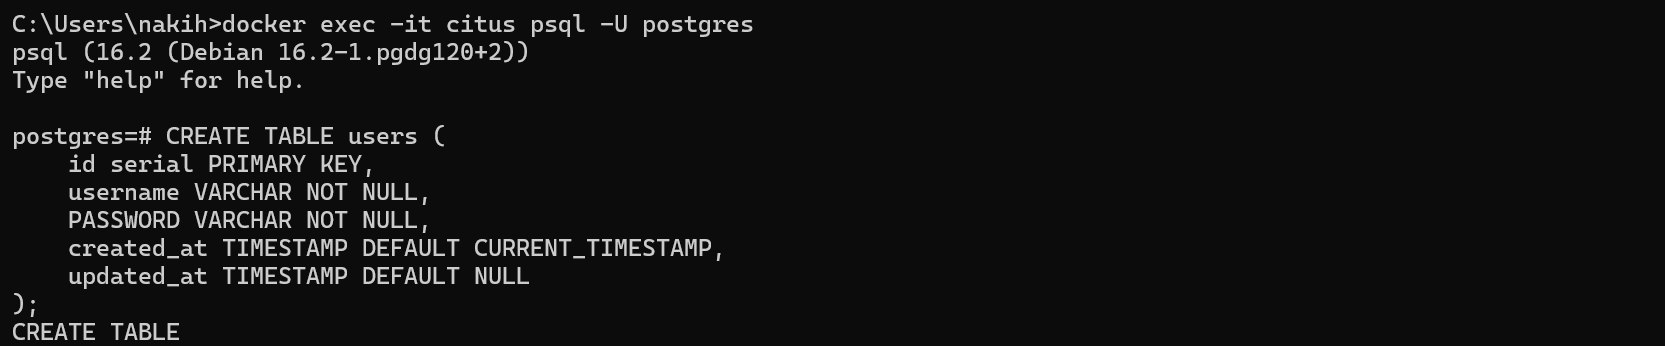 C:\Users\nakih>docker exec -it citus psql -U postgres
psql (16.2 (Debian 16.2-1.pgdg120+2))
Type "help" for help.

postgres=# CREATE TABLE users (
    id serial PRIMARY KEY,
    username VARCHAR NOT NULL,
    PASSWORD VARCHAR NOT NULL,
    created_at TIMESTAMP DEFAULT CURRENT_TIMESTAMP,
    updated_at TIMESTAMP DEFAULT NULL
);
CREATE TABLE